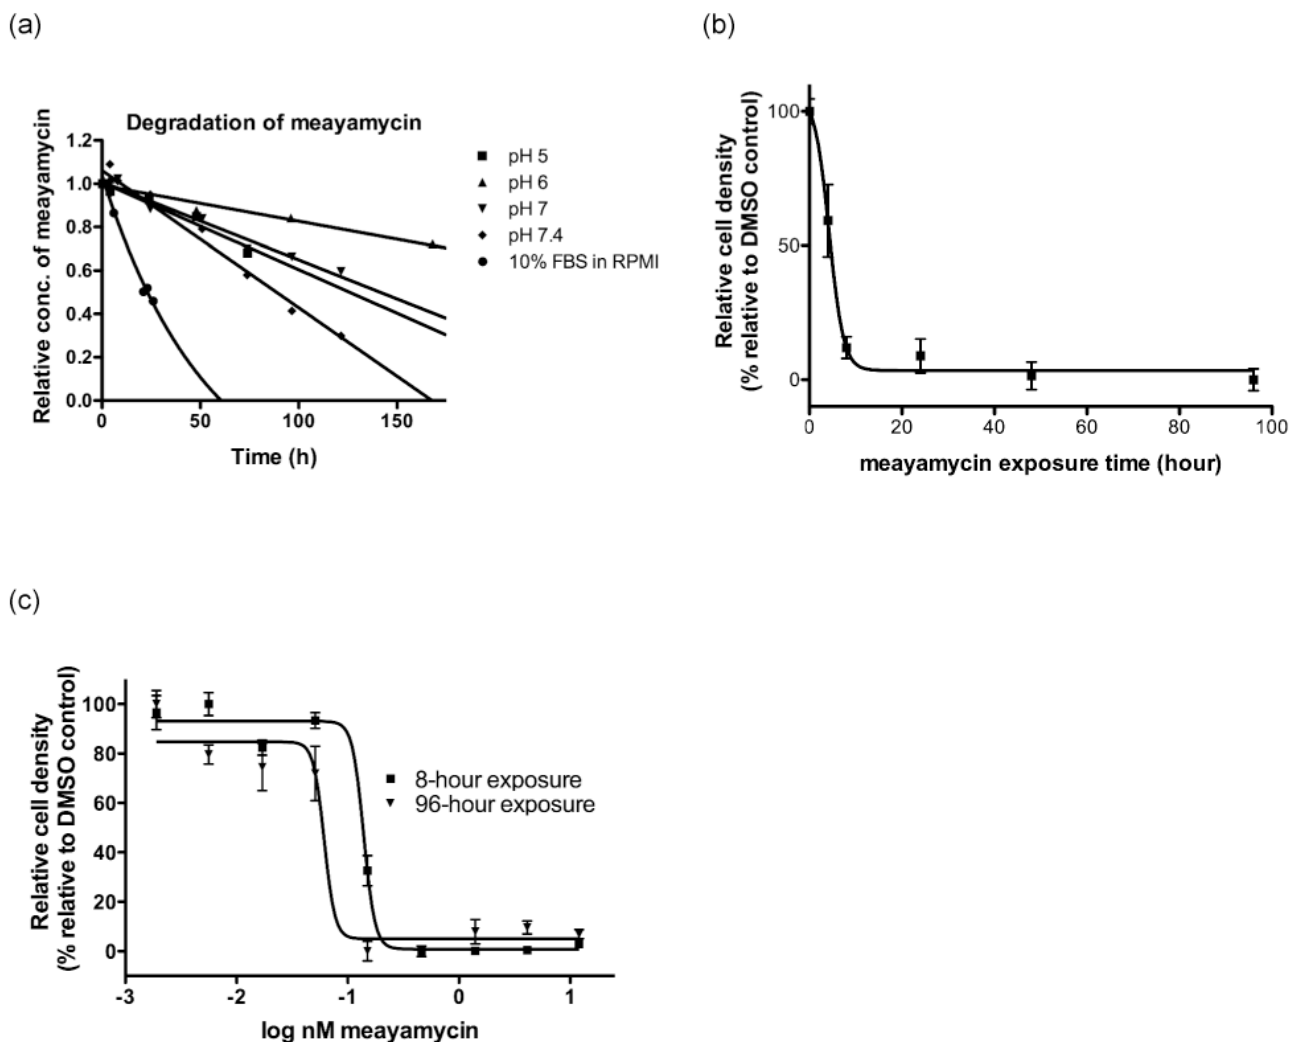 (a)
Degradation of meayamycin
Relative conc. of meayamycin
1.2
1.0
0.8
0.6
0.4
0.2
0.0
0
50
100
150
Time (h)
pH 5
pH 6
pH 7
pH 7.4
10% FBS in RPMI
(b)
Relative cell density
(% relative to DMSO control)
100
50
0
0
20
40
60
80
100
meayamycin exposure time (hour)
(c)
Relative cell density
(% relative to DMSO control)
100
80
60
40
20
0
-3
-2
-1
0
1
log nM meayamycin
8-hour exposure
96-hour exposure